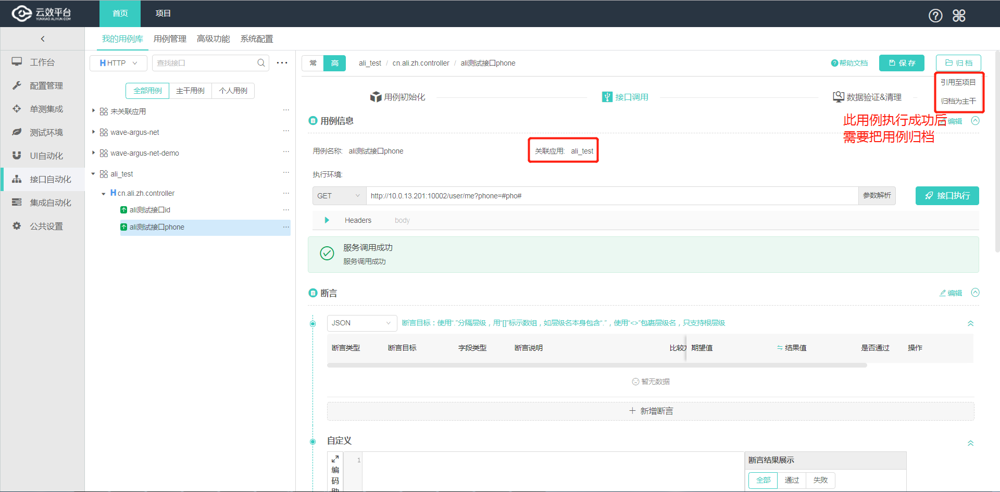 云效平台
YUNXIAO.ALIYUN.COM
首页
项目
我的用例库
用例管理
高级功能
系统配置
工作台
配置管理
单测集成
测试环境
UI自动化
接口自动化
集成自动化
公共设置
HTTP
查找接口
全部用例
主干用例
个人用例
未关联应用
wave-argus-net
wave-argus-net-demo
ali_test
H cn.ali.zh.controller
ali测试接口id
ali测试接口phone
常
高
ali_test / cn.ali.zh.controller / ali测试接口phone
帮助文档
保存
归档
引用至项目
归档为主干
用例初始化
接口调用
数据验证&清理
此用例执行成功后
需要把用例归档
用例信息
编辑
用例名称: ali测试接口phone
关联应用: ali_test
执行环境:
GET
http://10.0.13.201:10002/user/me?phone=#pho#
参数解析
接口执行
Headers
body
服务调用成功
服务调用成功
断言
编辑
JSON
断言目标：使用“.”分隔层级，用“[]”标示数组，如层级名本身包含“.”，使用“<>”包裹层级名，只支持根层级
断言类型
断言目标
字段类型
断言说明
比较
期望值
结果值
是否通过
操作
暂无数据
+ 新增断言
自定义
编
码
1
断言结果展示
全部
通过
失败